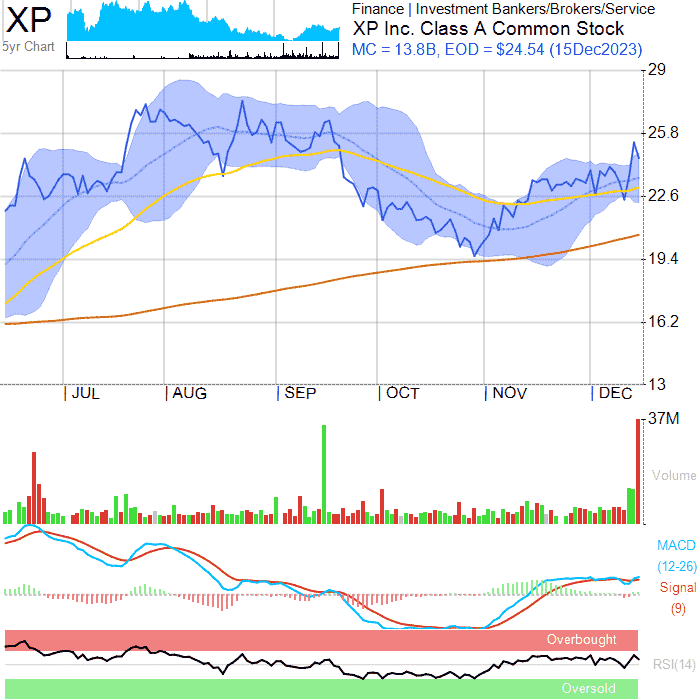 XP
5yr Chart
Finance | Investment Bankers/Brokers/Service
XP Inc. Class A Common Stock
MC = 13.8B, EOD = $24.54 (15Dec2023)
29
25.8
22.6
19.4
16.2
13
JUL
AUG
SEP
OCT
NOV
DEC
37M
Volume
MACD
(12-26)
Signal
(9)
Overbought
RSI(14)
Oversold